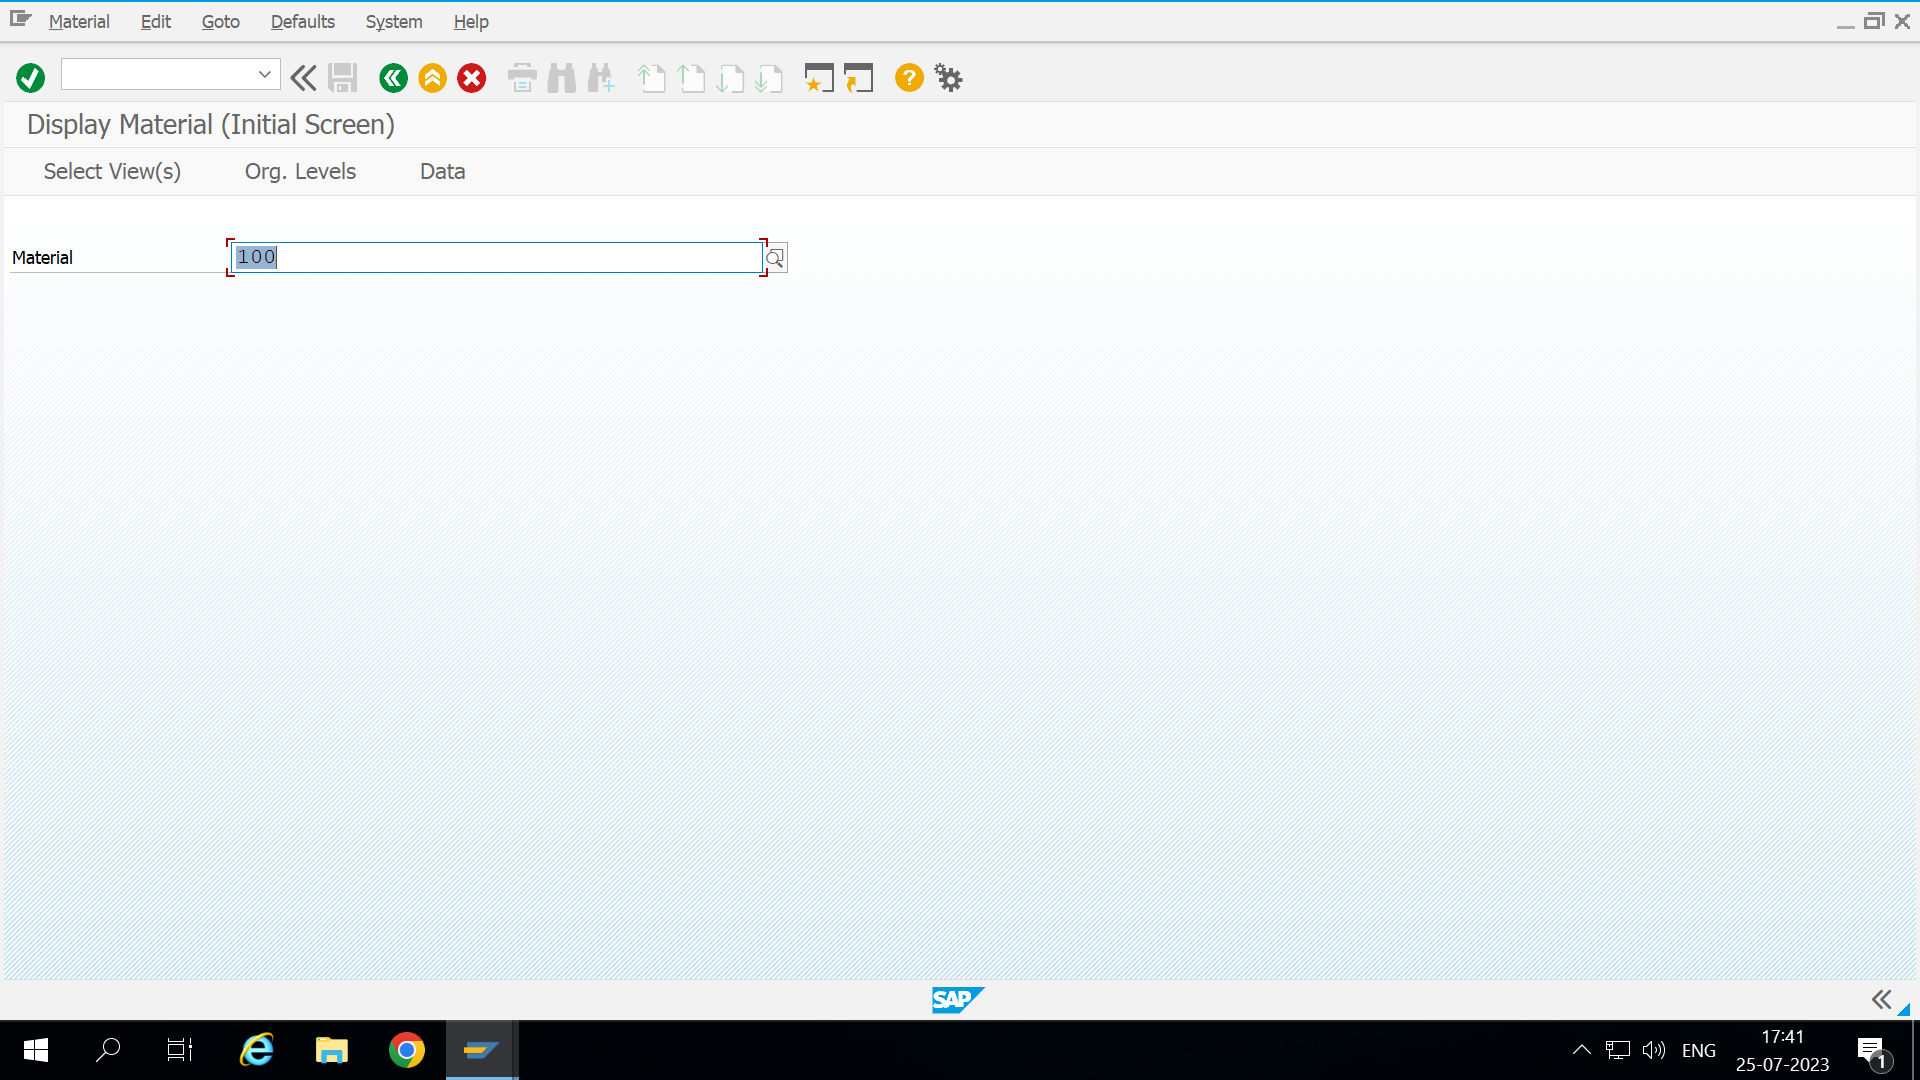 Material Edit Goto Defaults System Help
Display Material (Initial Screen)
Select View(s) Org. Levels Data
Material 100
SAP
ENG 17:41
25-07-2023
1